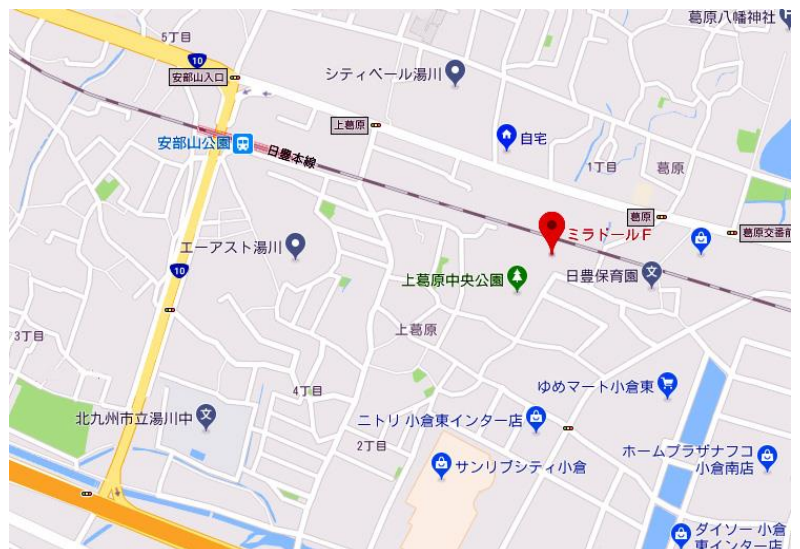 5丁目
10
葛原八幡神社
安部山入口
シティベール湯川
上葛原
自宅
安部山公園
日豊本線
1丁目
葛原
葛原
ミラドールF
葛原交番前
エーアスト湯川
10
上葛原中央公園
日豊保育園
文
3丁目
上葛原
4丁目
ゆめマート小倉東
北九州市立湯川中
文
ニトリ 小倉東インター店
2丁目
サンリブシティ小倉
ホームプラザナフコ
小倉南店
ダイソー 小倉
東インター店